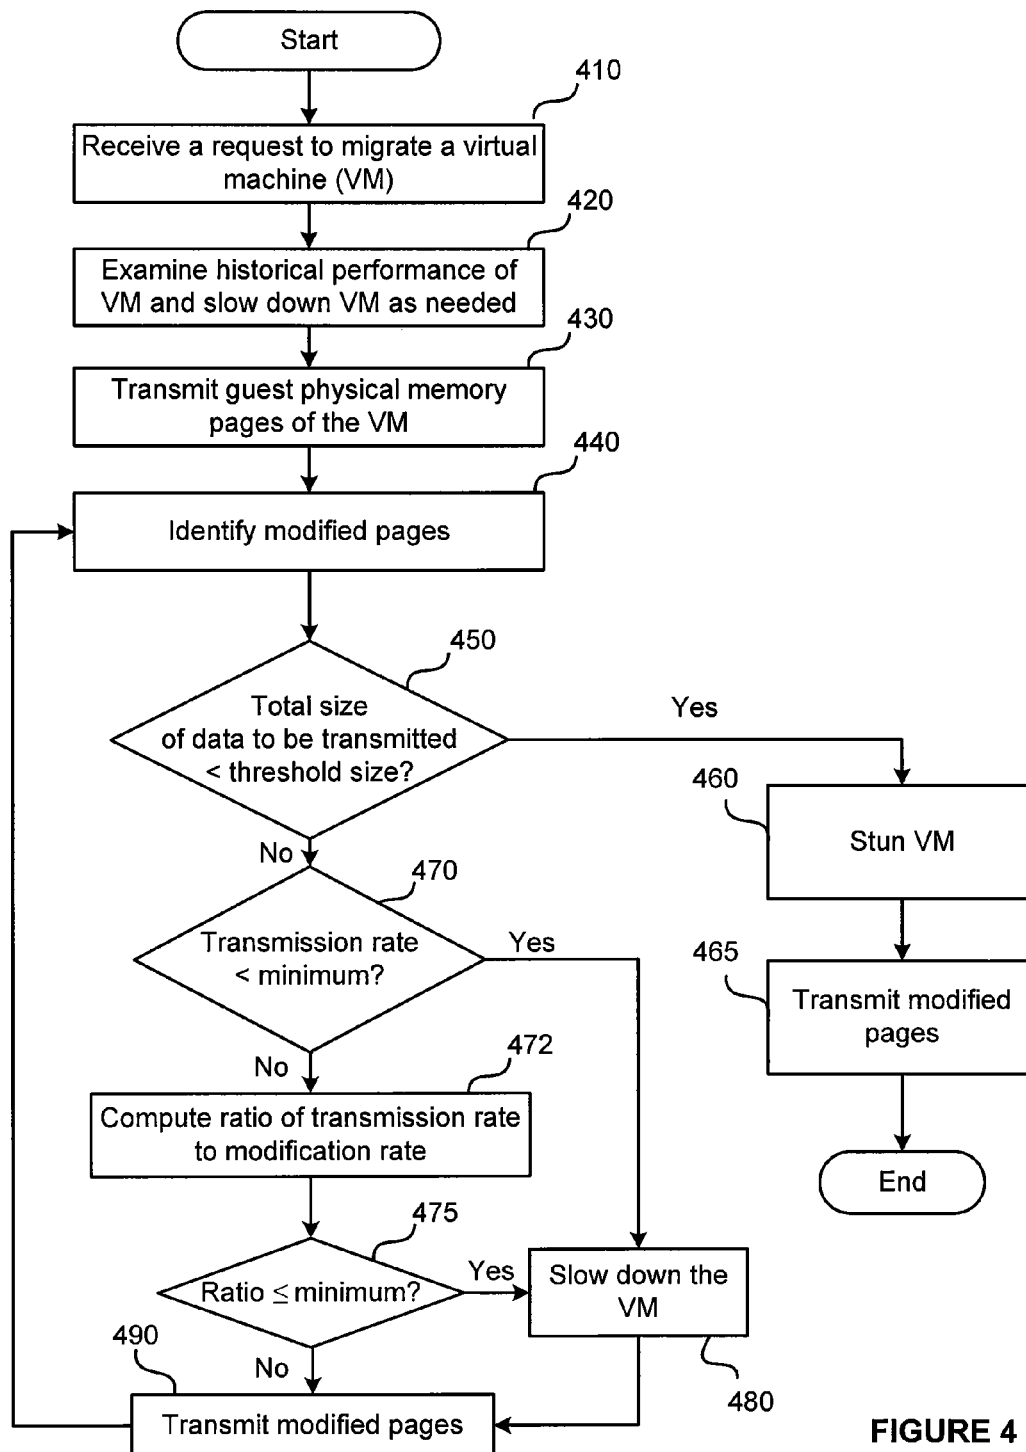 Start
410
Receive a request to migrate a virtual
machine (VM)
420
Examine historical performance of
VM and slow down VM as needed
430
Transmit guest physical memory
pages of the VM
440
Identify modified pages
450
Total size
of data to be transmitted
< threshold size?
Yes
460
Stun VM
No
470
Transmission rate
< minimum?
Yes
465
Transmit modified
pages
No
472
Compute ratio of transmission rate
to modification rate
End
475
Ratio ≤ minimum?
Yes
Slow down the
VM
480
490
No
Transmit modified pages
FIGURE 4